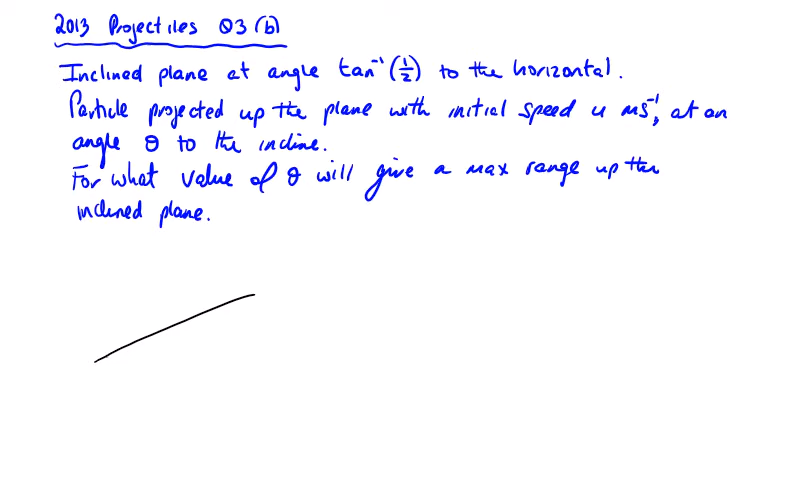 2013 Projectiles Q3 (b)
Inclined plane at angle tan⁻¹(1/2) to the horizontal.
Particle projected up the plane with initial speed u ms⁻¹, at an
angle θ to the incline.
For what value of θ will give a max range up the
inclined plane.